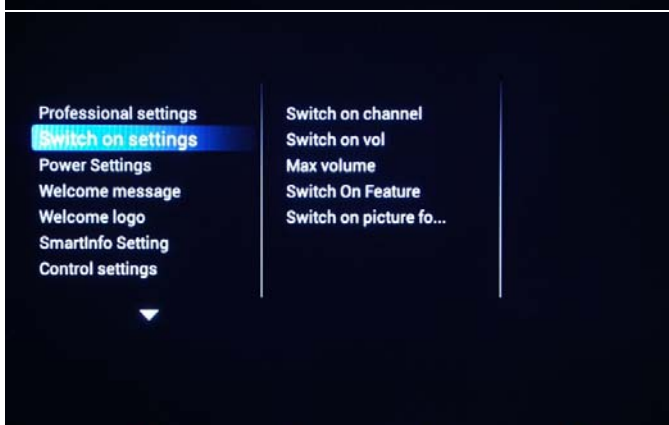 Professional settings
Switch on settings
Power Settings
Welcome message
Welcome logo
SmartInfo Setting
Control settings
Switch on channel
Switch on vol
Max volume
Switch On Feature
Switch on picture fo...